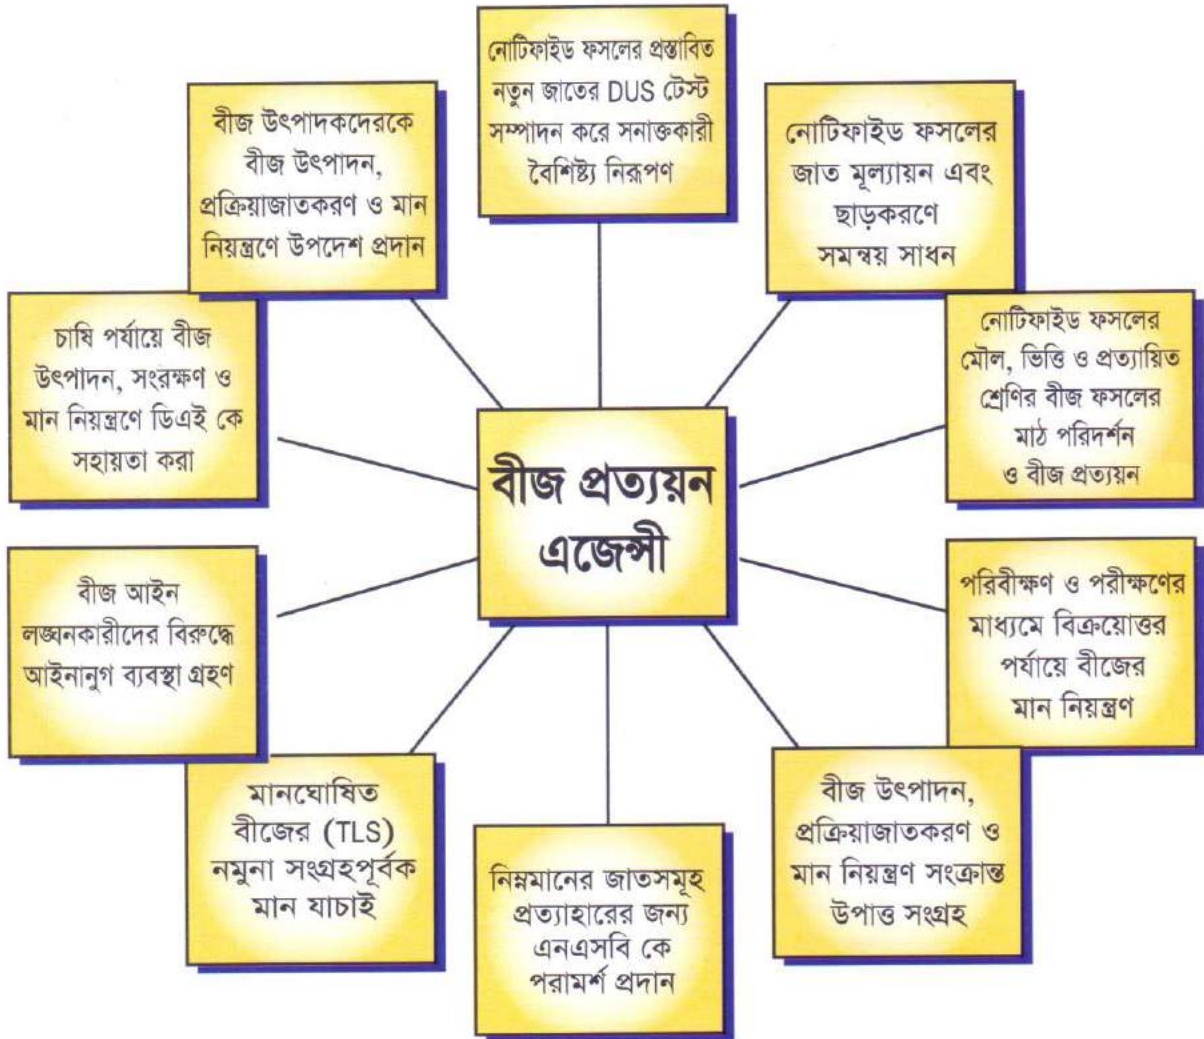 নোটিফাইড ফসলের প্রস্তাবিত
নতুন জাতের DUS টেস্ট
সম্পাদন করে সনাক্তকারী
বৈশিষ্ট্য নিরূপণ
নোটিফাইড ফসলের
জাত মূল্যায়ন এবং
ছাড়করণে
সমন্বয় সাধন
নোটিফাইড ফসলের
মৌল, ভিত্তি ও প্রত্যায়িত
শ্রেণির বীজ ফসলের
মাঠ পরিদর্শন
ও বীজ প্রত্যয়ন
পরিবীক্ষণ ও পরীক্ষণের
মাধ্যমে বিক্রয়োত্তর
পর্যায়ে বীজের
মান নিয়ন্ত্রণ
বীজ উৎপাদন,
প্রক্রিয়াজাতকরণ ও
মান নিয়ন্ত্রণ সংক্রান্ত
উপাত্ত সংগ্রহ
নিম্নমানের জাতসমূহ
প্রত্যাহারের জন্য
এনএসবি কে
পরামর্শ প্রদান
মানঘোষিত
বীজের (TLS)
নমুনা সংগ্রহপূর্বক
মান যাচাই
বীজ আইন
লঙ্ঘনকারীদের বিরুদ্ধে
আইনানুগ ব্যবস্থা গ্রহণ
চাষি পর্যায়ে বীজ
উৎপাদন, সংরক্ষণ ও
মান নিয়ন্ত্রণে ডিএই কে
সহায়তা করা
বীজ উৎপাদকদেরকে
বীজ উৎপাদন,
প্রক্রিয়াজাতকরণ ও মান
নিয়ন্ত্রণে উপদেশ প্রদান
বীজ প্রত্যয়ন
এজেন্সী